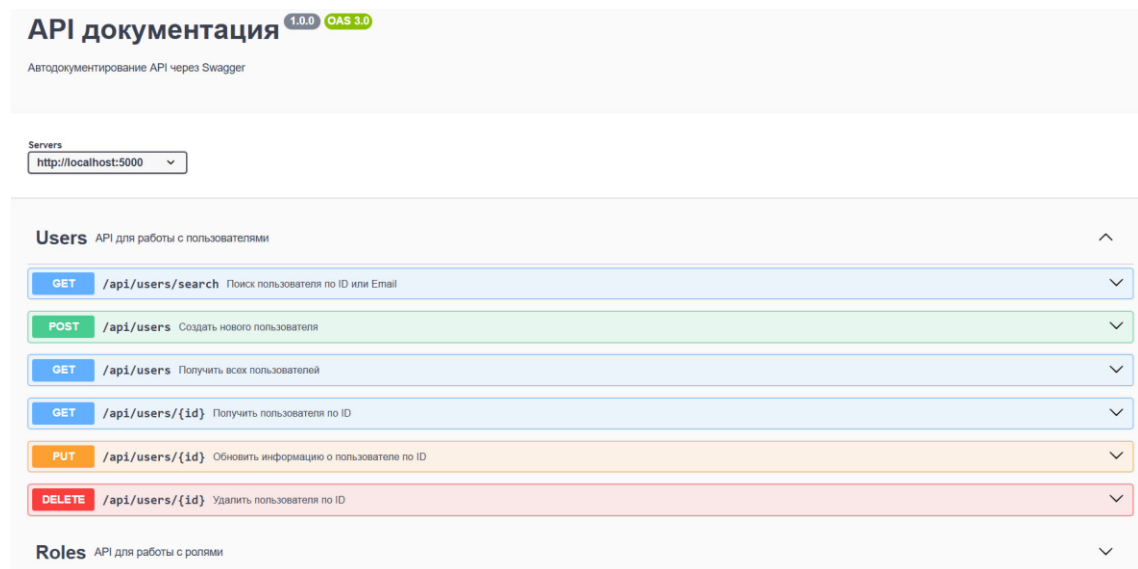 API документация 1.0.0 OAS 3.0
Автодокументирование API через Swagger
Servers
http://localhost:5000
Users API для работы с пользователями
GET /api/users/search Поиск пользователя по ID или Email
POST /api/users Создать нового пользователя
GET /api/users Получить всех пользователей
GET /api/users/{id} Получить пользователя по ID
PUT /api/users/{id} Обновить информацию о пользователе по ID
DELETE /api/users/{id} Удалить пользователя по ID
Roles API для работы с ролями